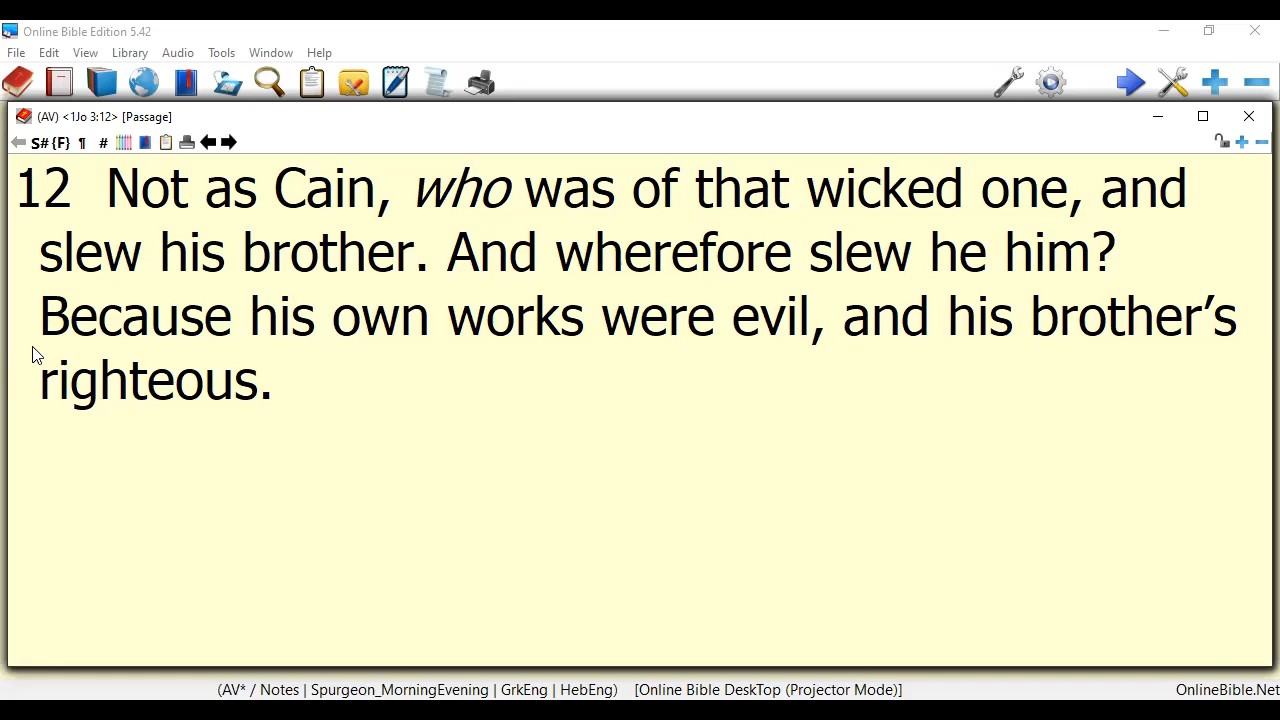 Online Bible Edition 5.42
File Edit View Library Audio Tools Window Help
(AV) <1Jo 3:12> [Passage]
S# {F} ¶ #
12 Not as Cain, who was of that wicked one, and
slew his brother. And wherefore slew he him?
Because his own works were evil, and his brother’s
righteous.
(AV* / Notes | Spurgeon_MorningEvening | GrkEng | HebEng) [Online Bible DeskTop (Projector Mode)] OnlineBible.Net